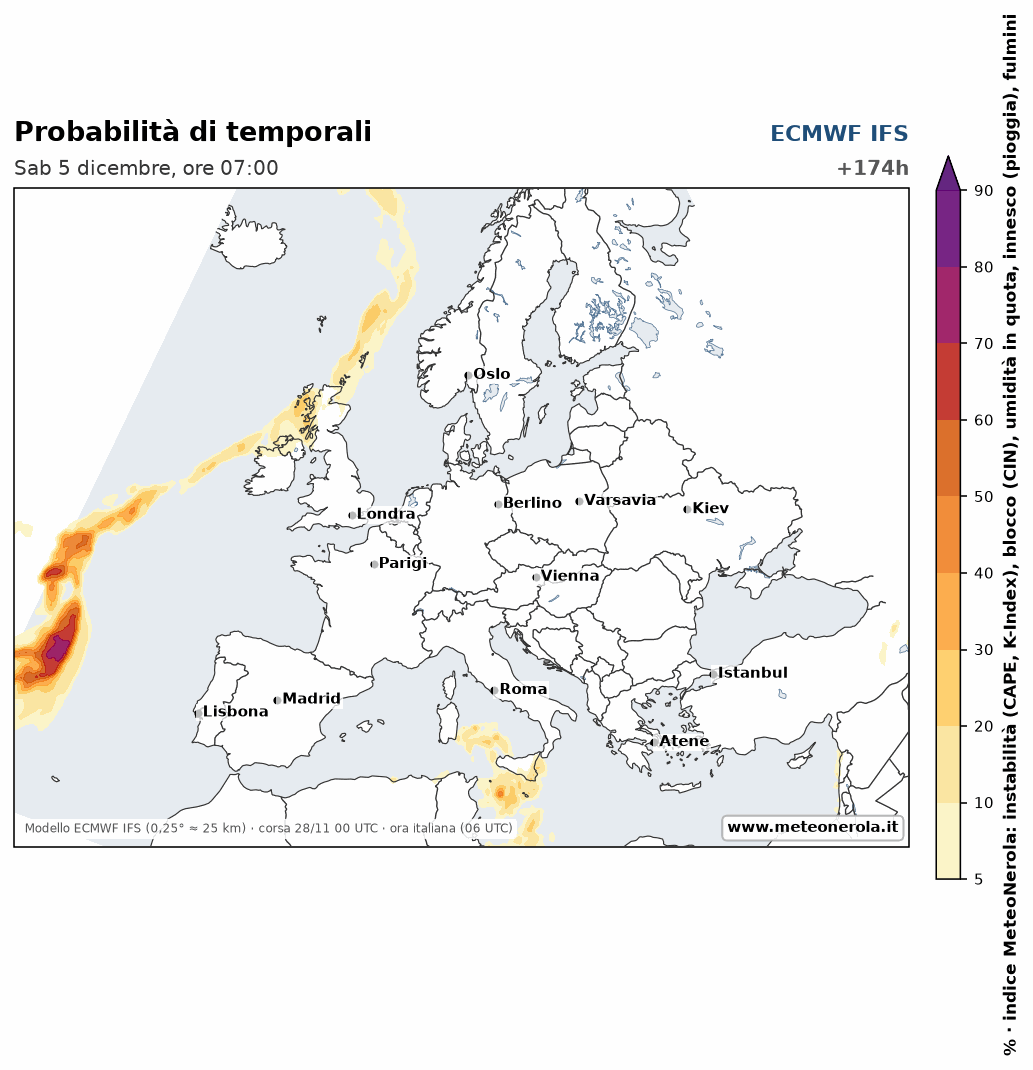 Probabilità di temporali
ECMWF IFS
Sab 5 dicembre, ore 07:00
+174h
Oslo
Berlino
Varsavia
Kiev
Londra
Parigi
Vienna
Istanbul
Roma
Madrid
Lisbona
Atene
Modello ECMWF IFS (0,25° ≈ 25 km) · corsa 28/11 00 UTC · ora italiana (06 UTC)
www.meteonerola.it
90
80
70
60
50
40
30
20
10
5
% · indice MeteoNerola: instabilità (CAPE, K-Index), blocco (CIN), umidità in quota, innesco (pioggia), fulmini